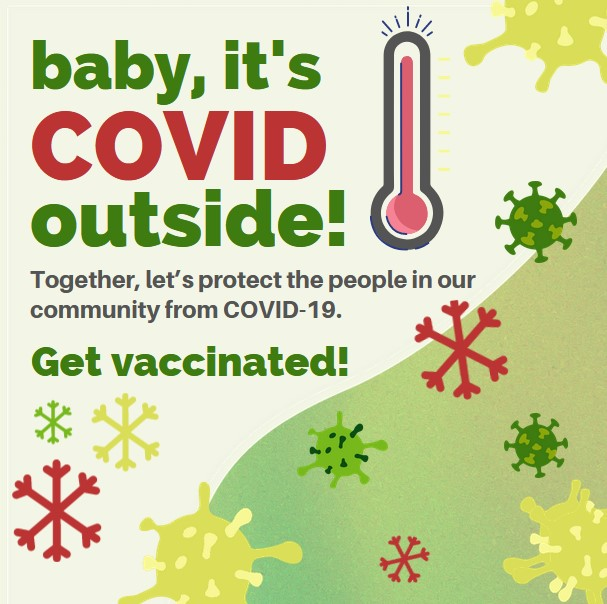 baby, it's
COVID
outside!
Together, let’s protect the people in our
community from COVID-19.
Get vaccinated!